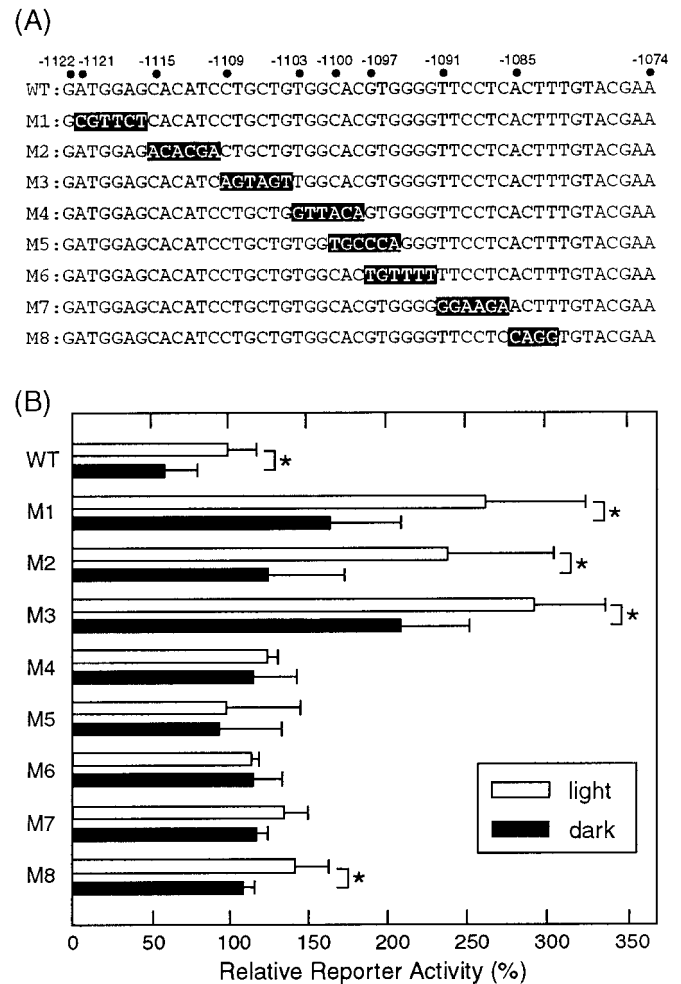 (A)
-1122 -1121 -1115 -1109 -1103 -1100 -1097 -1091 -1085 -1074
WT:GATGGAGCACATCCTGCTGTGGCACGTGGGGTTCCTCACTTTGTACGAA
M1:GCGTTCTCACATCCTGCTGTGGCACGTGGGGTTCCTCACTTTGTACGAA
M2:GATGGAGACACGACTGCTGTGGCACGTGGGGTTCCTCACTTTGTACGAA
M3:GATGGAGCACATCAGTAGTTGGCACGTGGGGTTCCTCACTTTGTACGAA
M4:GATGGAGCACATCCTGCTGGTTACAGTGGGGTTCCTCACTTTGTACGAA
M5:GATGGAGCACATCCTGCTGTGGTGCCCAGGGTTCCTCACTTTGTACGAA
M6:GATGGAGCACATCCTGCTGTGGCACTGTTTTTTCCTCACTTTGTACGAA
M7:GATGGAGCACATCCTGCTGTGGCACGTGGGGGGAAGAACTTTGTACGAA
M8:GATGGAGCACATCCTGCTGTGGCACGTGGGGTTCCTCCAGGTGTACGAA
(B)
WT *
M1 *
M2 *
M3 *
M4
M5
M6
M7
M8 *
light
dark
0 50 100 150 200 250 300 350
Relative Reporter Activity (%)